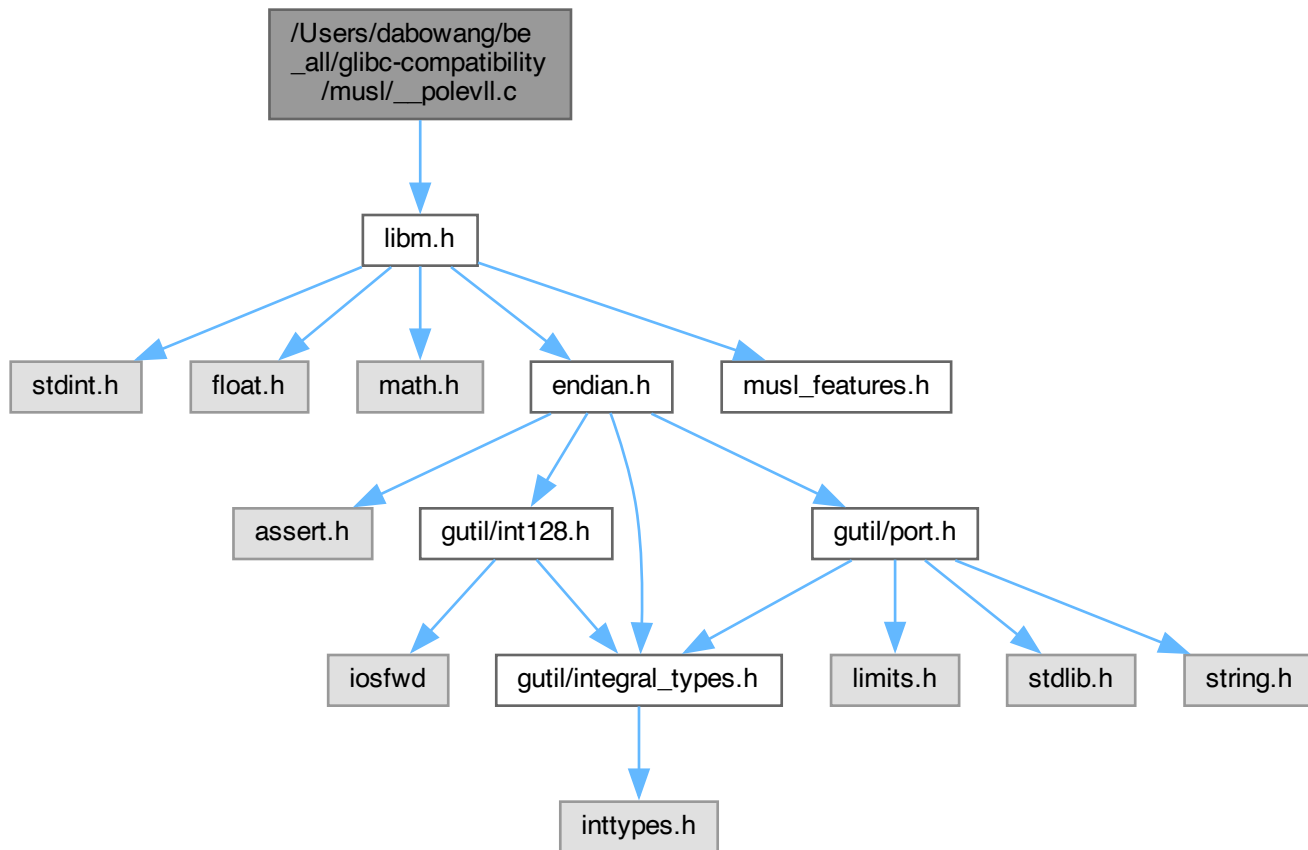 /Users/dabowang/be
_all/glibc-compatibility
/musl/__polevll.c
libm.h
stdint.h
float.h
math.h
endian.h
musl_features.h
assert.h
gutil/int128.h
gutil/port.h
iosfwd
gutil/integral_types.h
limits.h
stdlib.h
string.h
inttypes.h